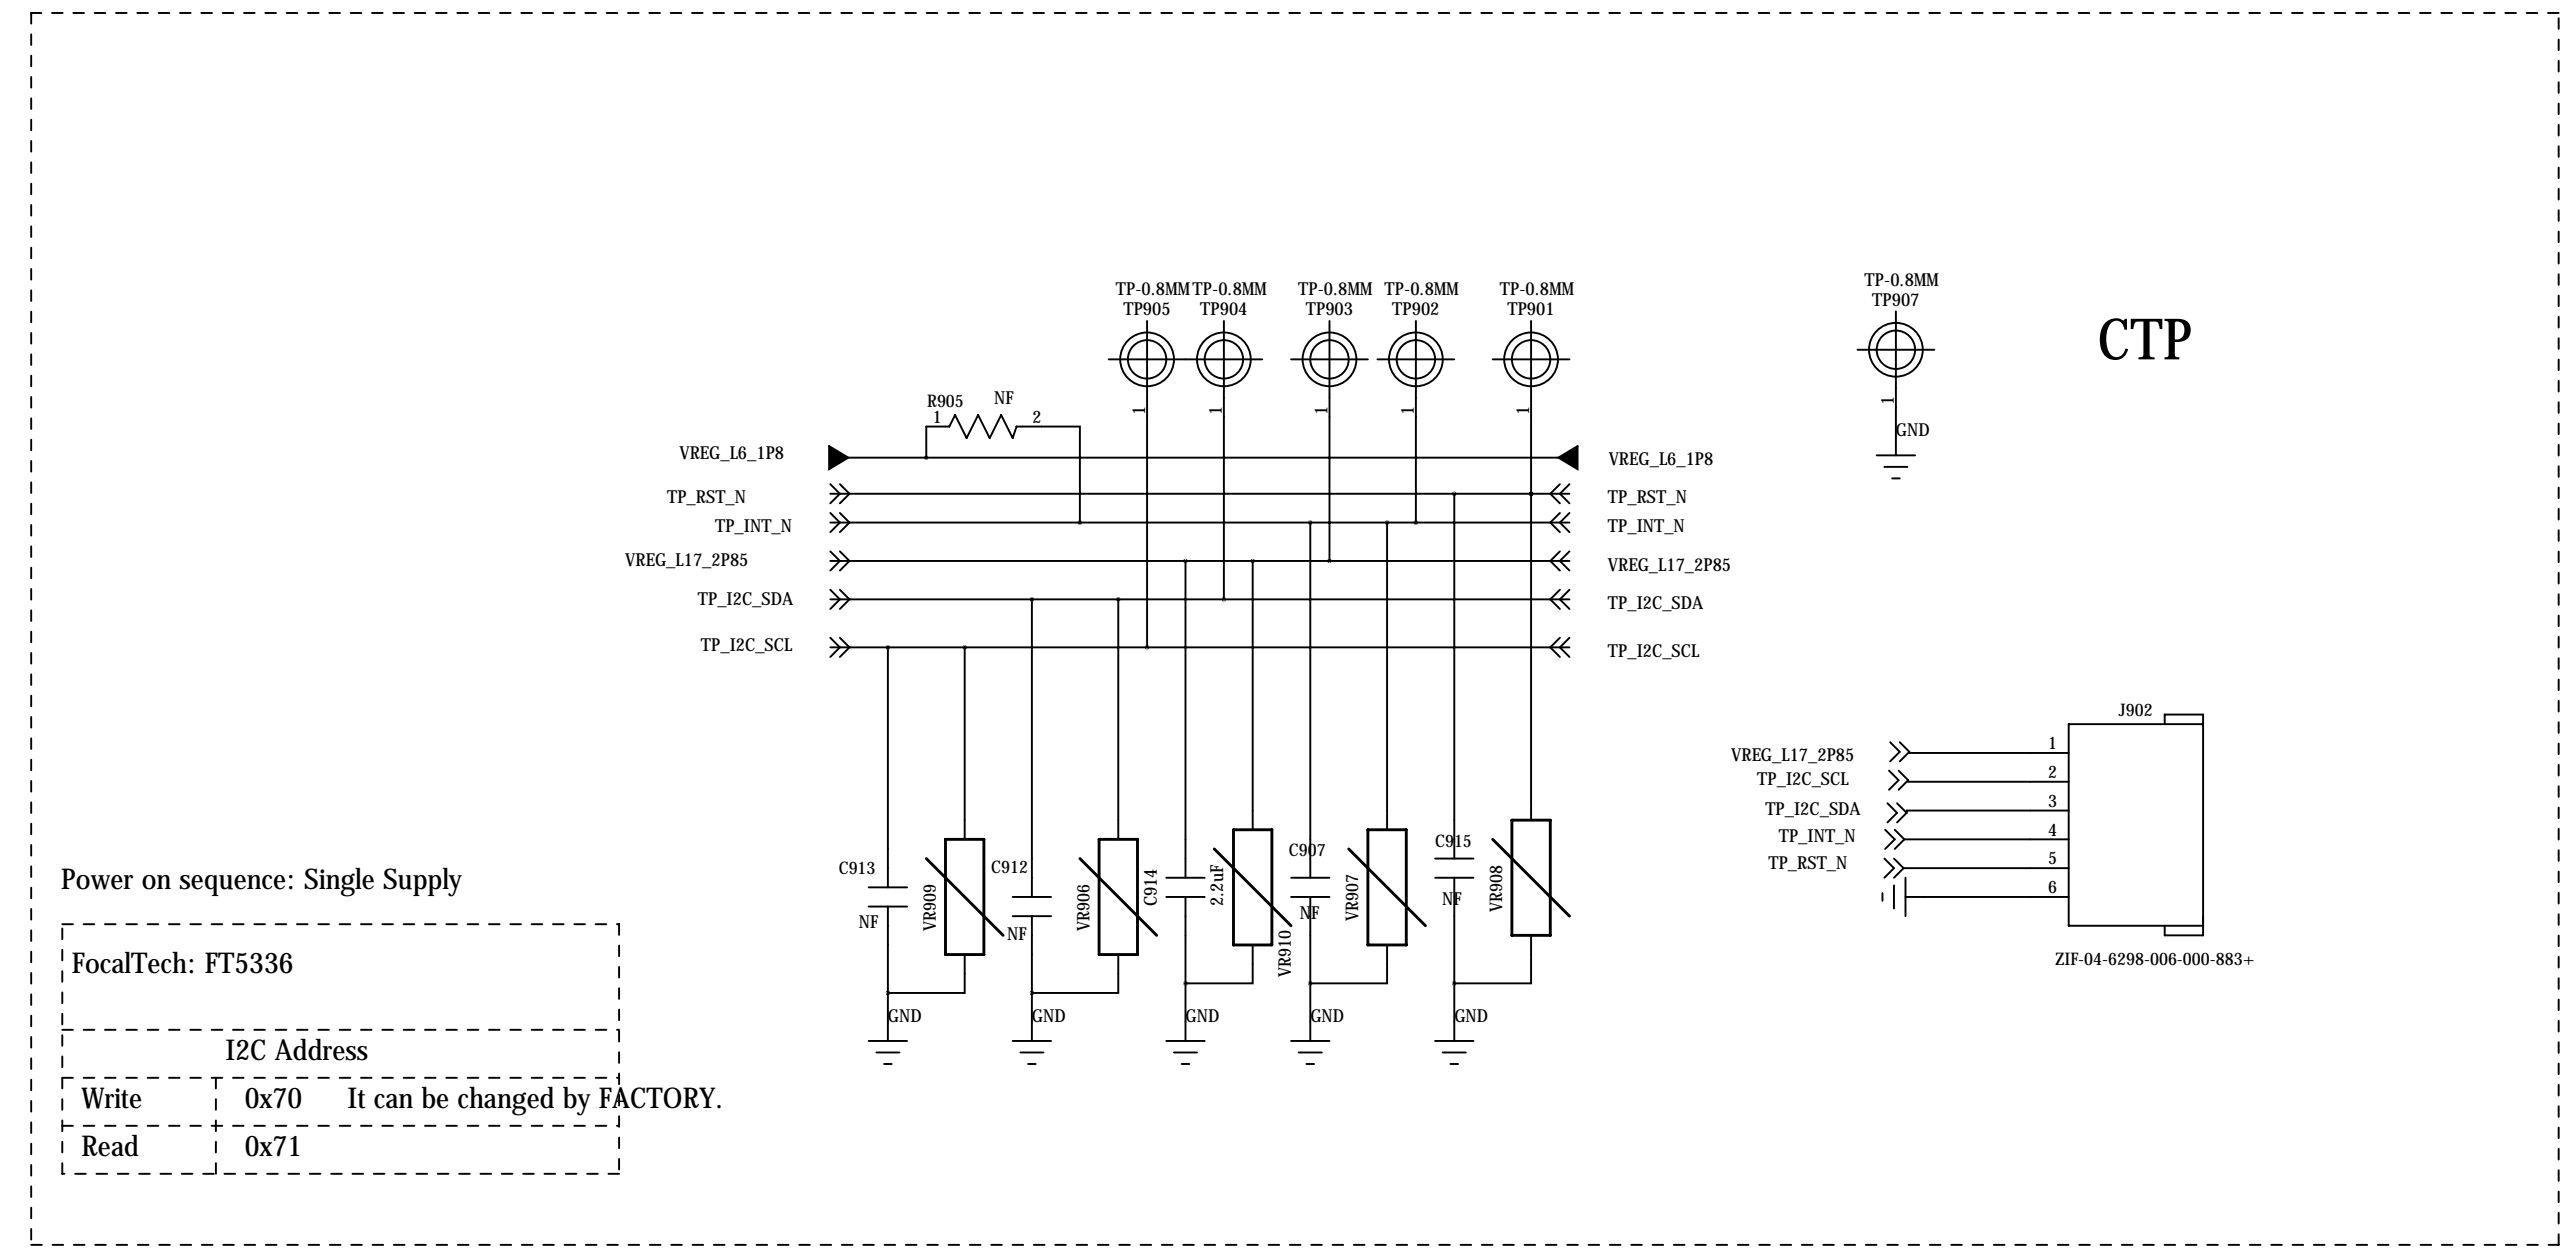 TP-0.8MM TP-0.8MM TP-0.8MM TP-0.8MM TP-0.8MM
TP905 TP904 TP903 TP902 TP901
TP-0.8MM
TP907
CTP
1 1 1 1 1
1
GND
R905 NF
1 2
VREG_L6_1P8 VREG_L6_1P8
TP_RST_N TP_RST_N
TP_INT_N TP_INT_N
VREG_L17_2P85 VREG_L17_2P85
TP_I2C_SDA TP_I2C_SDA
TP_I2C_SCL TP_I2C_SCL
J902
VREG_L17_2P85 1
TP_I2C_SCL 2
TP_I2C_SDA 3
TP_INT_N 4
TP_RST_N 5
6
ZIF-04-6298-006-000-883+
C913
NF
VR909
C912
NF
VR906
C914
2.2uF
VR910
C907
NF
VR907
C915
NF
VR908
GND GND GND GND GND
Power on sequence: Single Supply
FocalTech: FT5336
I2C Address
Write 0x70 It can be changed by FACTORY.
Read 0x71